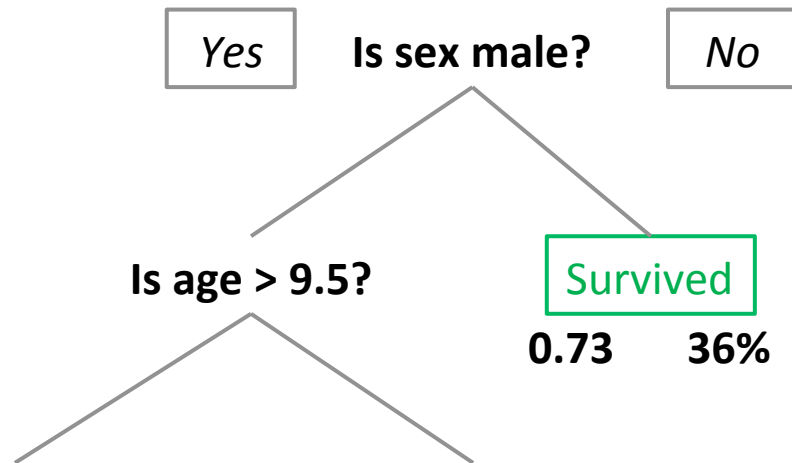 Yes Is sex male? No
Is age > 9.5? Survived
0.73 36%